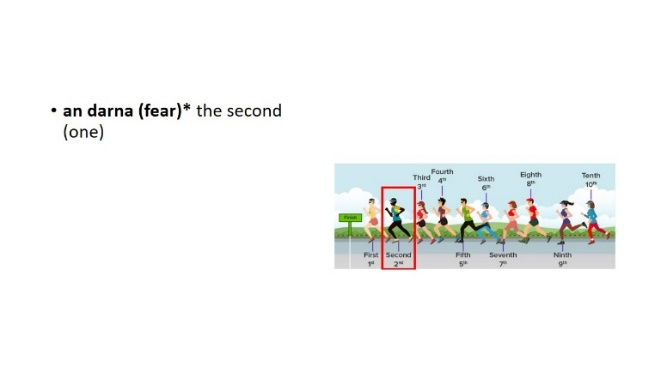 • an darna (fear)* the second
(one)
Third
3rd
Fourth
4th
Sixth
6th
Eighth
8th
Tenth
10th
First
1st
Second
2nd
Fifth
5th
Seventh
7th
Ninth
9th